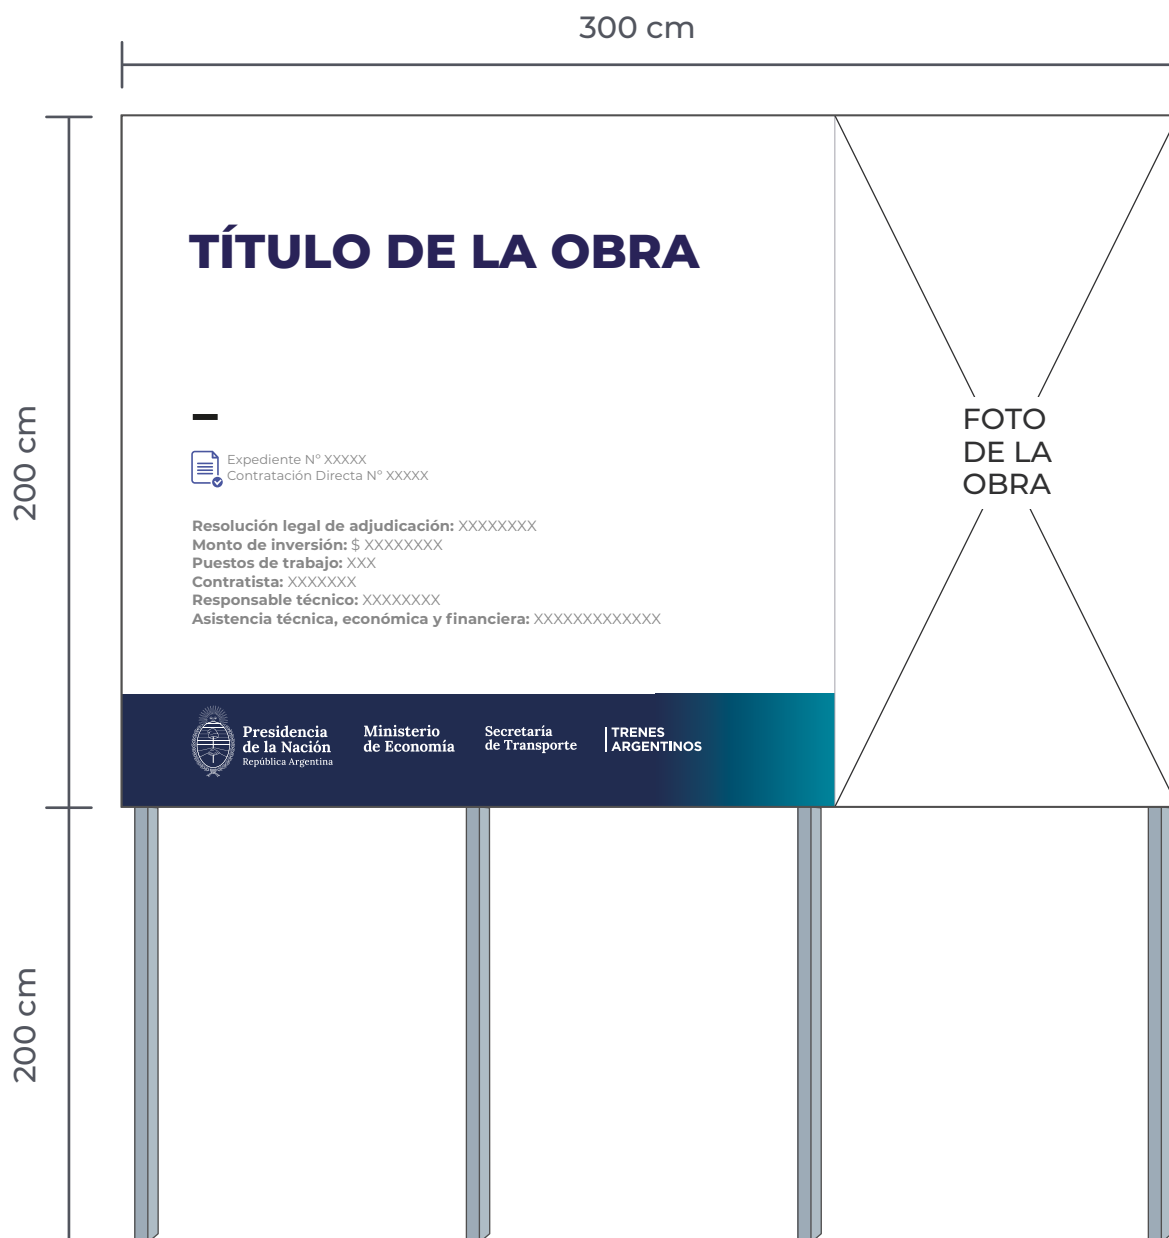 300 cm
200 cm
TÍTULO DE LA OBRA
Expediente Nº XXXXX
Contratación Directa Nº XXXXX
Resolución legal de adjudicación: XXXXXXXX
Monto de inversión: $ XXXXXXXX
Puestos de trabajo: XXX
Contratista: XXXXXXX
Responsable técnico: XXXXXXXX
Asistencia técnica, económica y financiera: XXXXXXXXXXXXX
FOTO
DE LA
OBRA
Presidencia
de la Nación
República Argentina
Ministerio
de Economía
Secretaría
de Transporte
TRENES
ARGENTINOS
200 cm